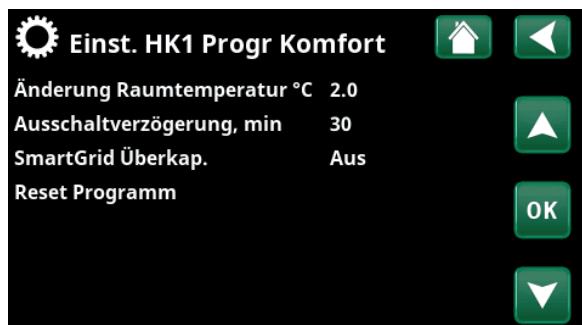 Einst. HK1 Progr Komfort
Änderung Raumtemperatur °C 2.0
Ausschaltverzögerung, min 30
SmartGrid Überkap. Aus
Reset Programm
OK